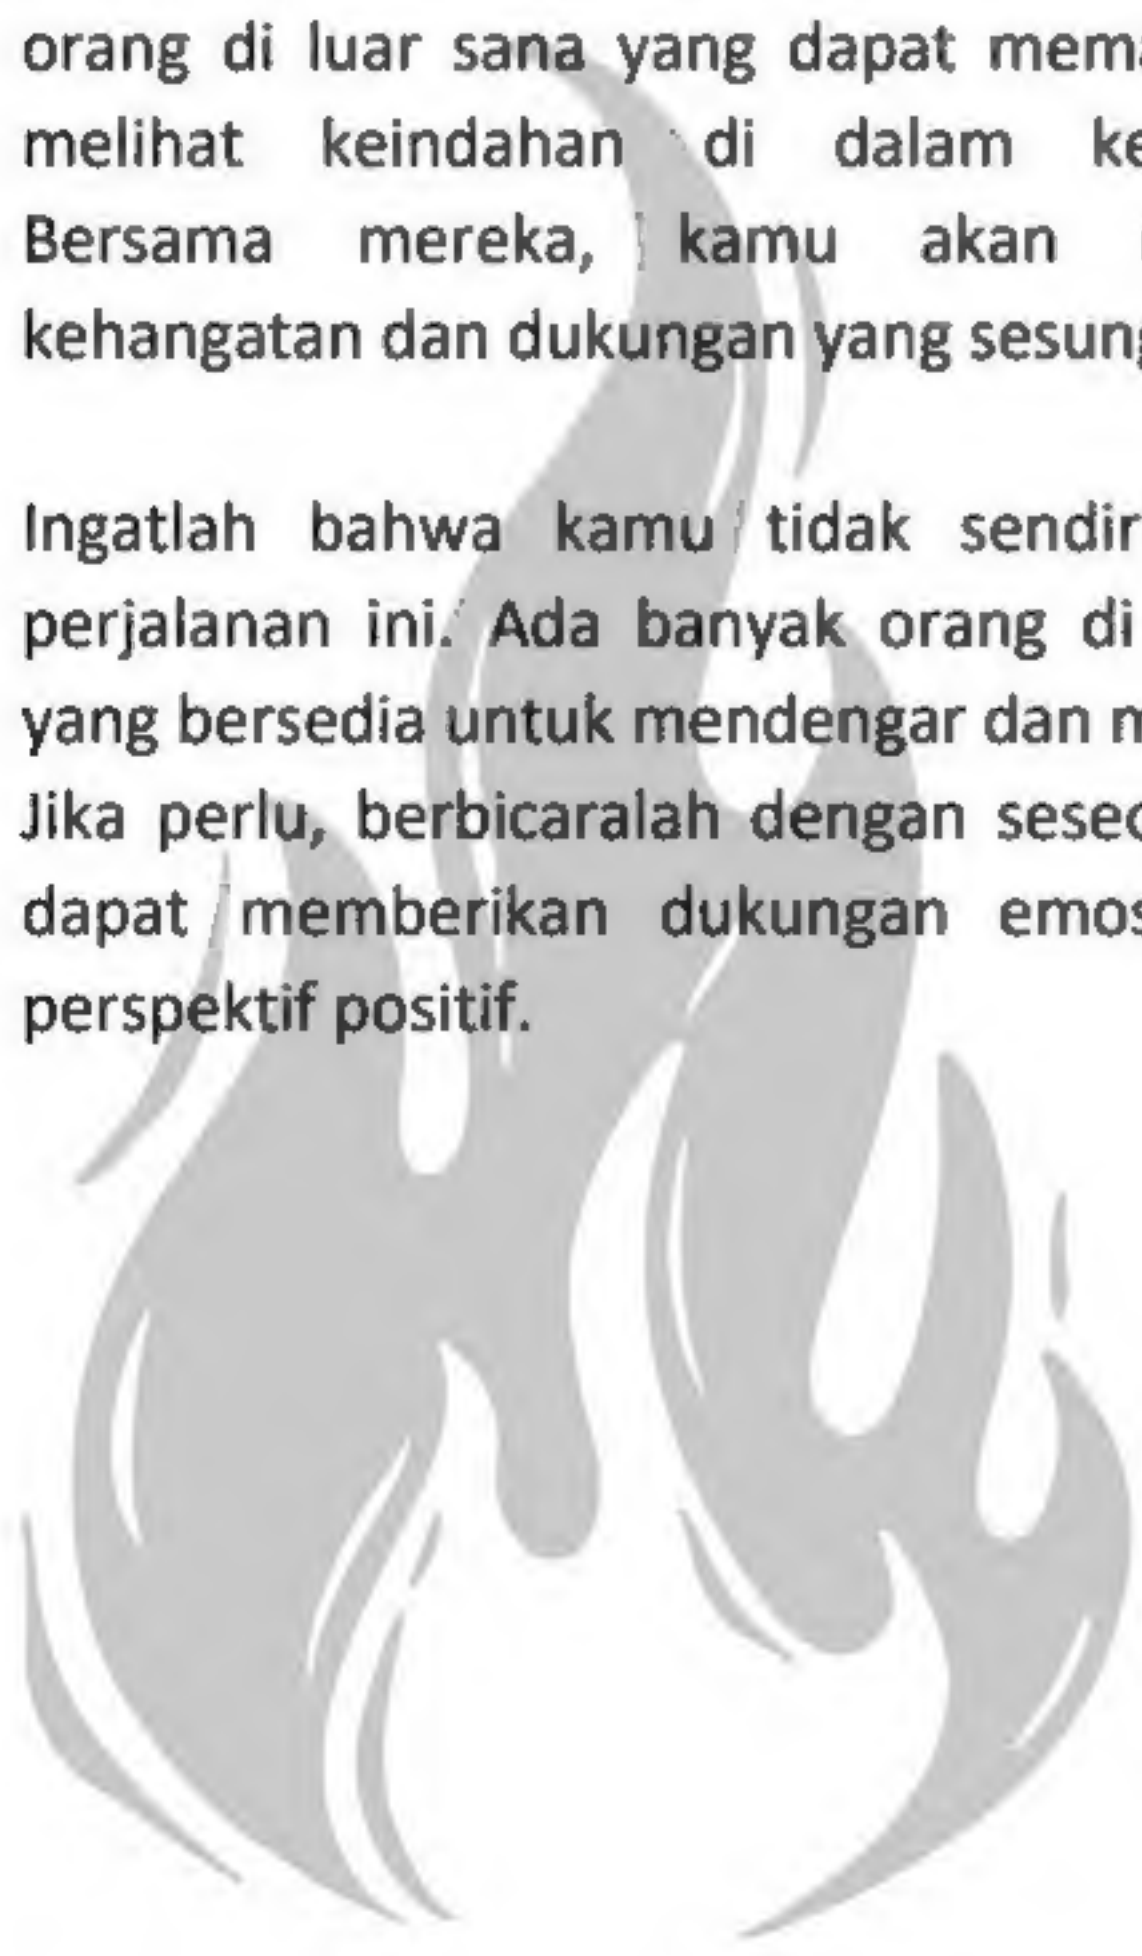 orang di luar sana yang dapat
melihat keindahan di dalam
Bersama mereka, kamu akan
kehangatan dan dukungan yang
Ingatlah bahwa kamu tidak
perjalanan ini. Ada banyak orang di
yang bersedia untuk mendengar dan
Jika perlu, berbicaralah dengan
dapat memberikan dukungan
perspektif positif.